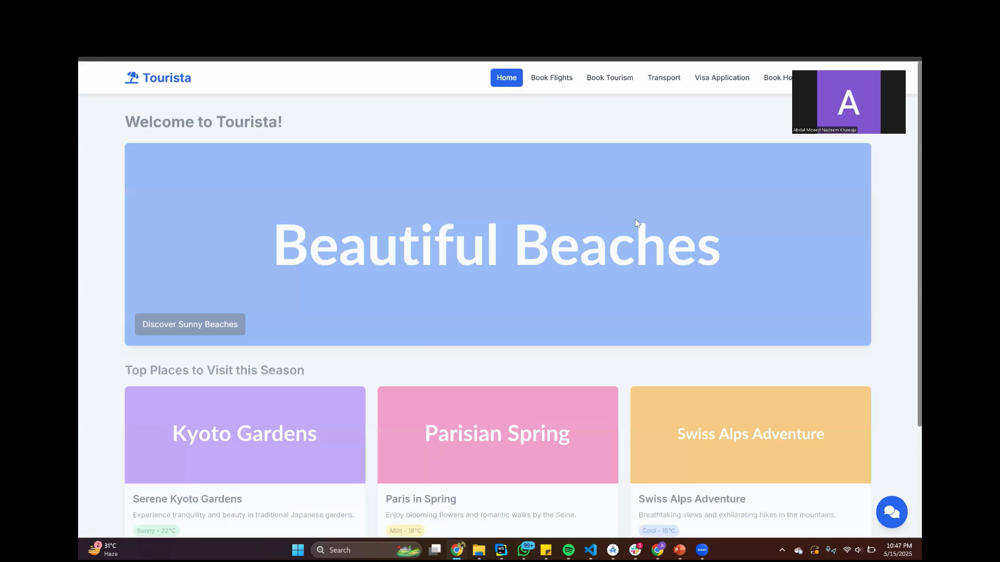 Tourista
Home Book Flights Book Tourism Transport Visa Application Book Ho
A
Abdul Moeed Nadeem Khawaja
Welcome to Tourista!
Beautiful Beaches
Discover Sunny Beaches
Top Places to Visit this Season
Kyoto Gardens
Parisian Spring
Swiss Alps Adventure
Serene Kyoto Gardens
Experience tranquility and beauty in traditional Japanese gardens.
Sunny - 22°C
Paris in Spring
Enjoy blooming flowers and romantic walks by the Seine.
Mild - 18°C
Swiss Alps Adventure
Breathtaking views and exhilarating hikes in the mountains.
Cool - 15°C
2
31°C
Haze
Search
WS
99+
1
A
P
zoom
10:47 PM
5/15/2025